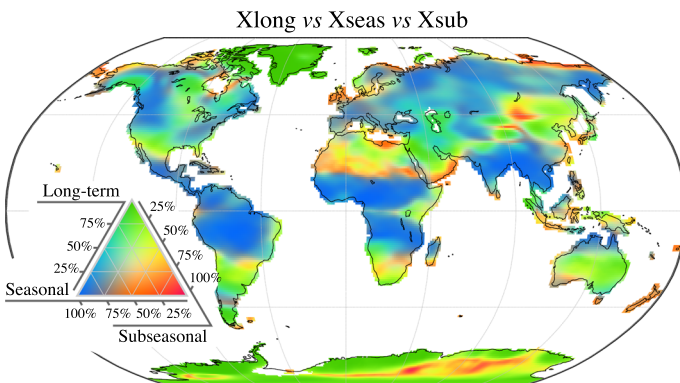 Xlong vs Xseas vs Xsub
Long-term
25%
75%
50%
50%
75%
25%
100%
Seasonal
100% 75% 50% 25%
Subseasonal